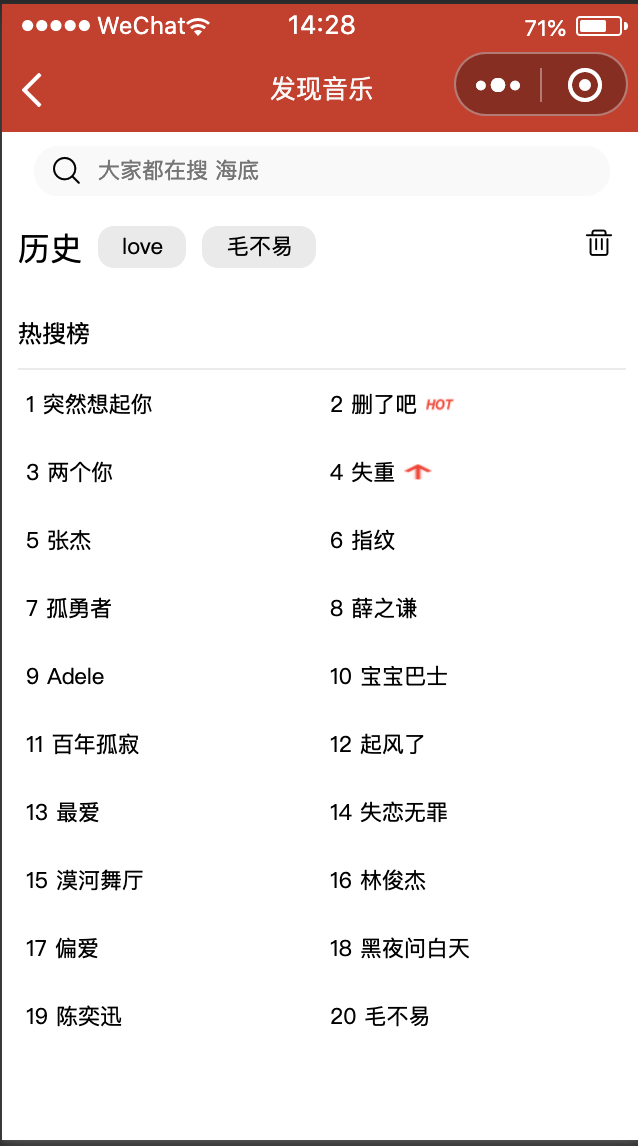 WeChat 14:28 71%
发现音乐
大家都在搜 海底
历史 love 毛不易
热搜榜
1 突然想起你 2 删了吧 HOT
3 两个你 4 失重
5 张杰 6 指纹
7 孤勇者 8 薛之谦
9 Adele 10 宝宝巴士
11 百年孤寂 12 起风了
13 最爱 14 失恋无罪
15 漠河舞厅 16 林俊杰
17 偏爱 18 黑夜问白天
19 陈奕迅 20 毛不易